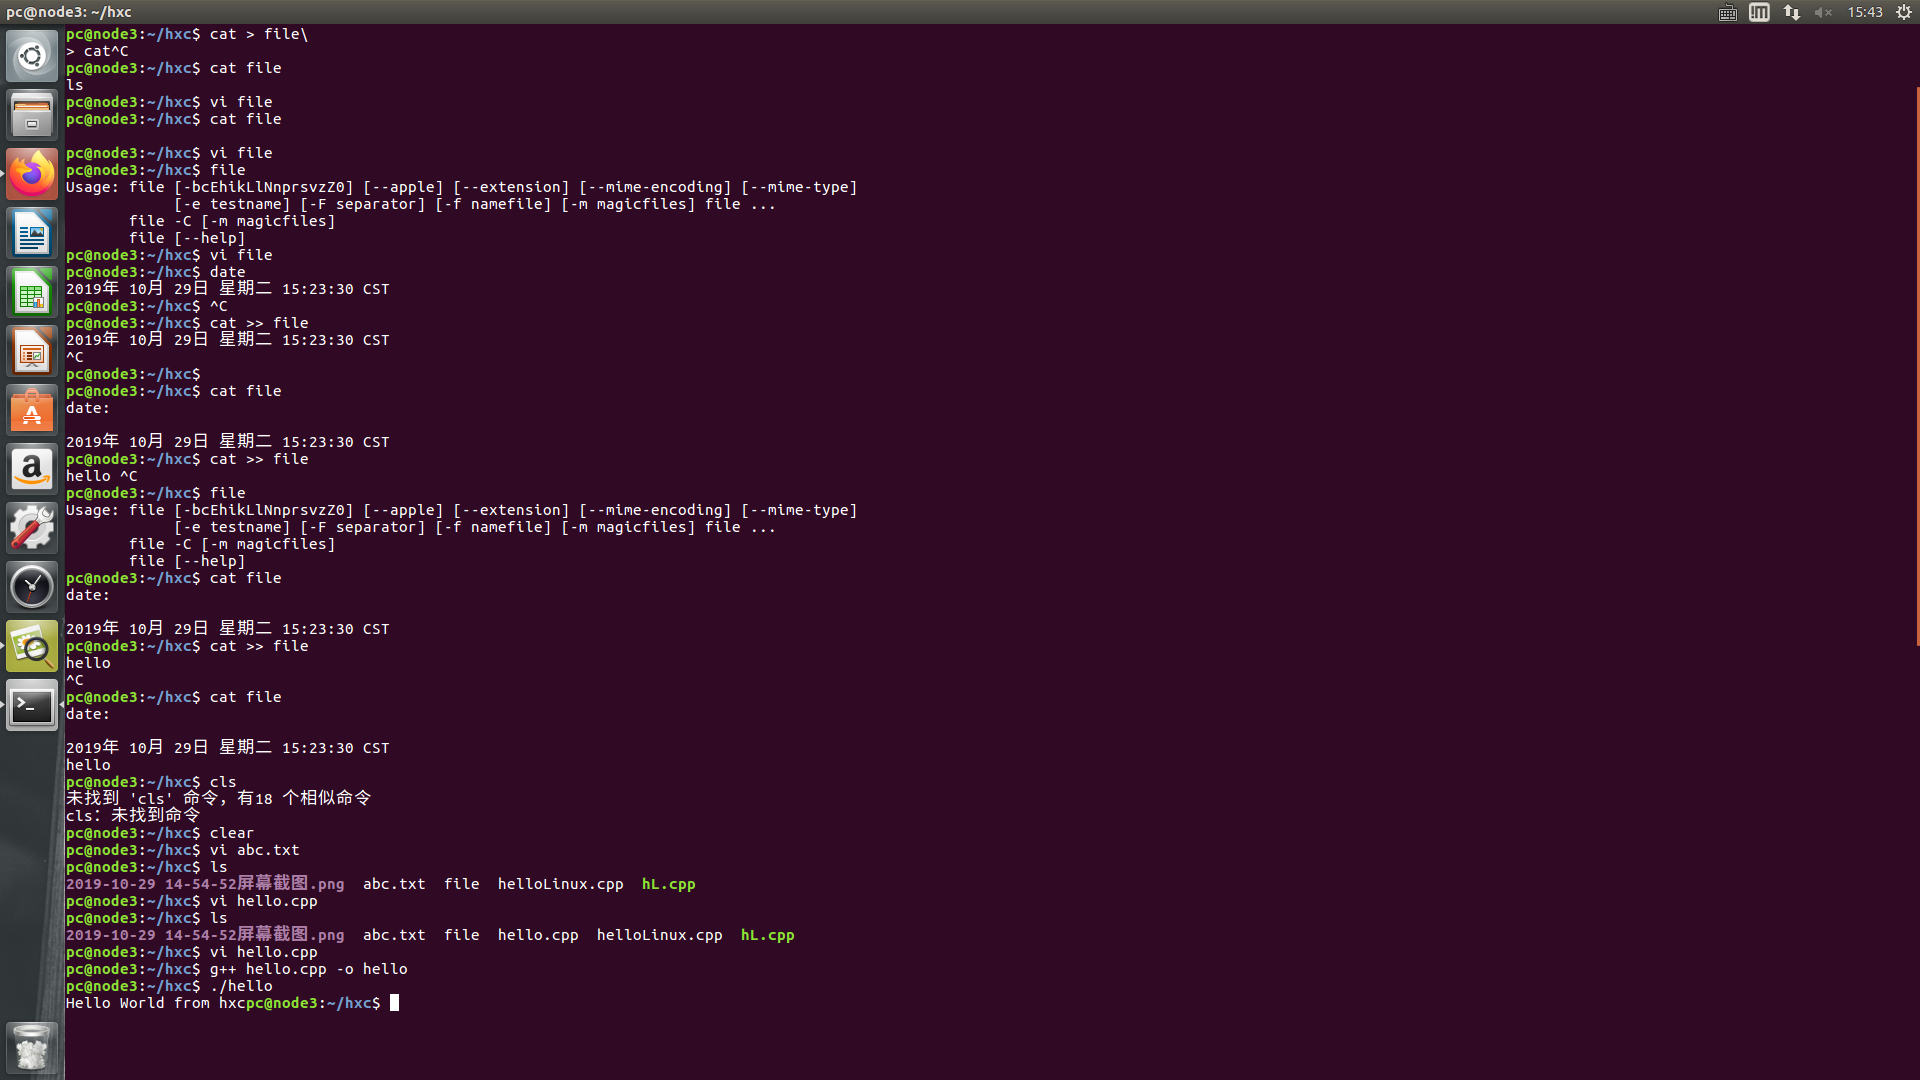 pc@node3: ~/hxc
15:43
pc@node3:~/hxc$ cat > file\
> cat^C
pc@node3:~/hxc$ cat file
ls
pc@node3:~/hxc$ vi file
pc@node3:~/hxc$ cat file
pc@node3:~/hxc$ vi file
pc@node3:~/hxc$ file
Usage: file [-bcEhikLlNnprsvzZ0] [--apple] [--extension] [--mime-encoding] [--mime-type]
            [-e testname] [-F separator] [-f namefile] [-m magicfiles] file ...
       file -C [-m magicfiles]
       file [--help]
pc@node3:~/hxc$ vi file
pc@node3:~/hxc$ date
2019年 10月 29日 星期二 15:23:30 CST
pc@node3:~/hxc$ ^C
pc@node3:~/hxc$ cat >> file
2019年 10月 29日 星期二 15:23:30 CST
^C
pc@node3:~/hxc$
pc@node3:~/hxc$ cat file
date:
2019年 10月 29日 星期二 15:23:30 CST
pc@node3:~/hxc$ cat >> file
hello ^C
pc@node3:~/hxc$ file
Usage: file [-bcEhikLlNnprsvzZ0] [--apple] [--extension] [--mime-encoding] [--mime-type]
            [-e testname] [-F separator] [-f namefile] [-m magicfiles] file ...
       file -C [-m magicfiles]
       file [--help]
pc@node3:~/hxc$ cat file
date:
2019年 10月 29日 星期二 15:23:30 CST
pc@node3:~/hxc$ cat >> file
hello
^C
pc@node3:~/hxc$ cat file
date:
2019年 10月 29日 星期二 15:23:30 CST
hello
pc@node3:~/hxc$ cls
未找到 'cls' 命令，有18 个相似命令
cls：未找到命令
pc@node3:~/hxc$ clear
pc@node3:~/hxc$ vi abc.txt
pc@node3:~/hxc$ ls
2019-10-29 14-54-52屏幕截图.png  abc.txt  file  helloLinux.cpp  hL.cpp
pc@node3:~/hxc$ vi hello.cpp
pc@node3:~/hxc$ ls
2019-10-29 14-54-52屏幕截图.png  abc.txt  file  hello.cpp  helloLinux.cpp  hL.cpp
pc@node3:~/hxc$ vi hello.cpp
pc@node3:~/hxc$ g++ hello.cpp -o hello
pc@node3:~/hxc$ ./hello
Hello World from hxcpc@node3:~/hxc$